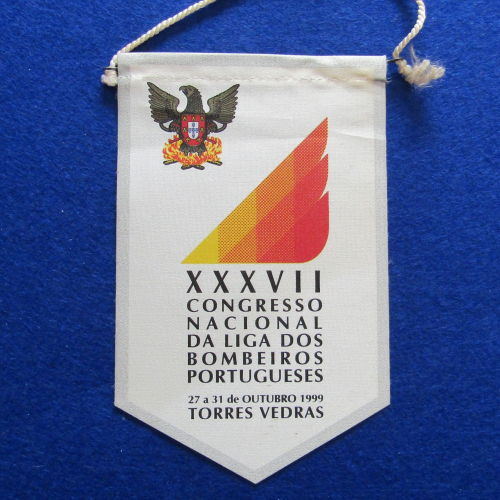 XXXVII
CONGRESSO
NACIONAL
DA LIGA DOS
BOMBEIROS
PORTUGUESES
27 a 31 de OUTUBRO 1999
TORRES VEDRAS